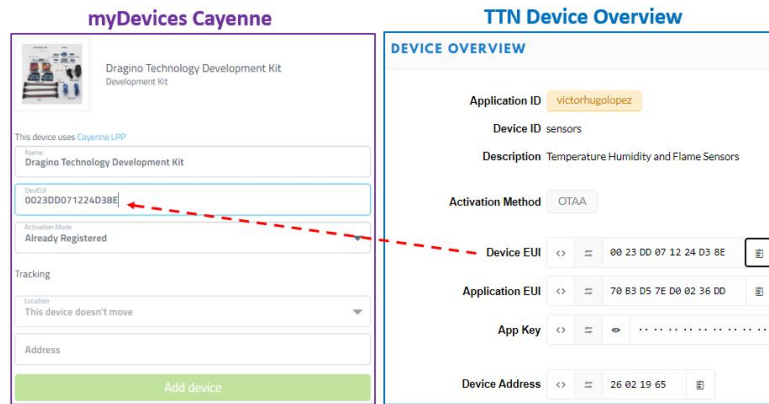 myDevices Cayenne
Dragino Technology Development Kit
Development Kit
This device uses Cayenne LPP
Name
Dragino Technology Development Kit
DevEUI
0023DD071224D38E
Activation Mode
Already Registered
Tracking
Location
This device doesn't move
Address
Add device
TTN Device Overview
DEVICE OVERVIEW
Application ID victorhugolopez
Device ID sensors
Description Temperature Humidity and Flame Sensors
Activation Method OTAA
Device EUI 00 23 DD 07 12 24 D3 8E
Application EUI 70 B3 D5 7E D0 02 36 DD
App Key
Device Address 26 02 19 65